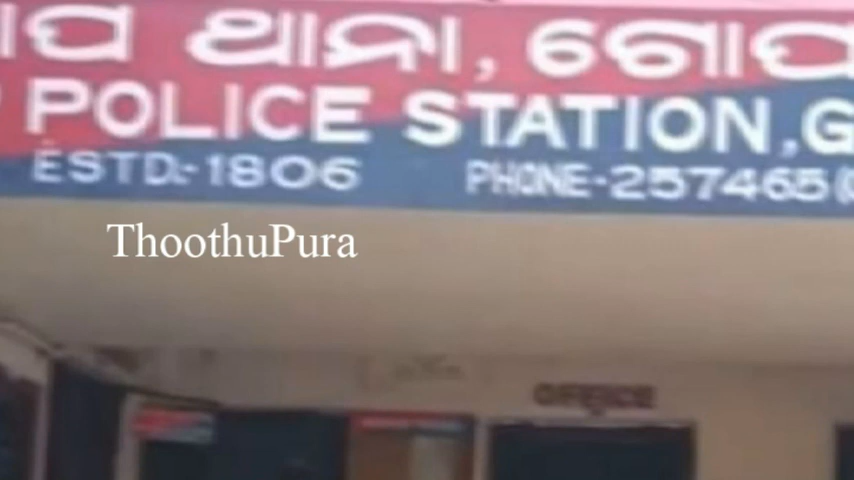 ାପ ଥାନା, ଗୋପ
POLICE STATION, G
ESTD:-1806 PHONE-257465(
ThoothuPura